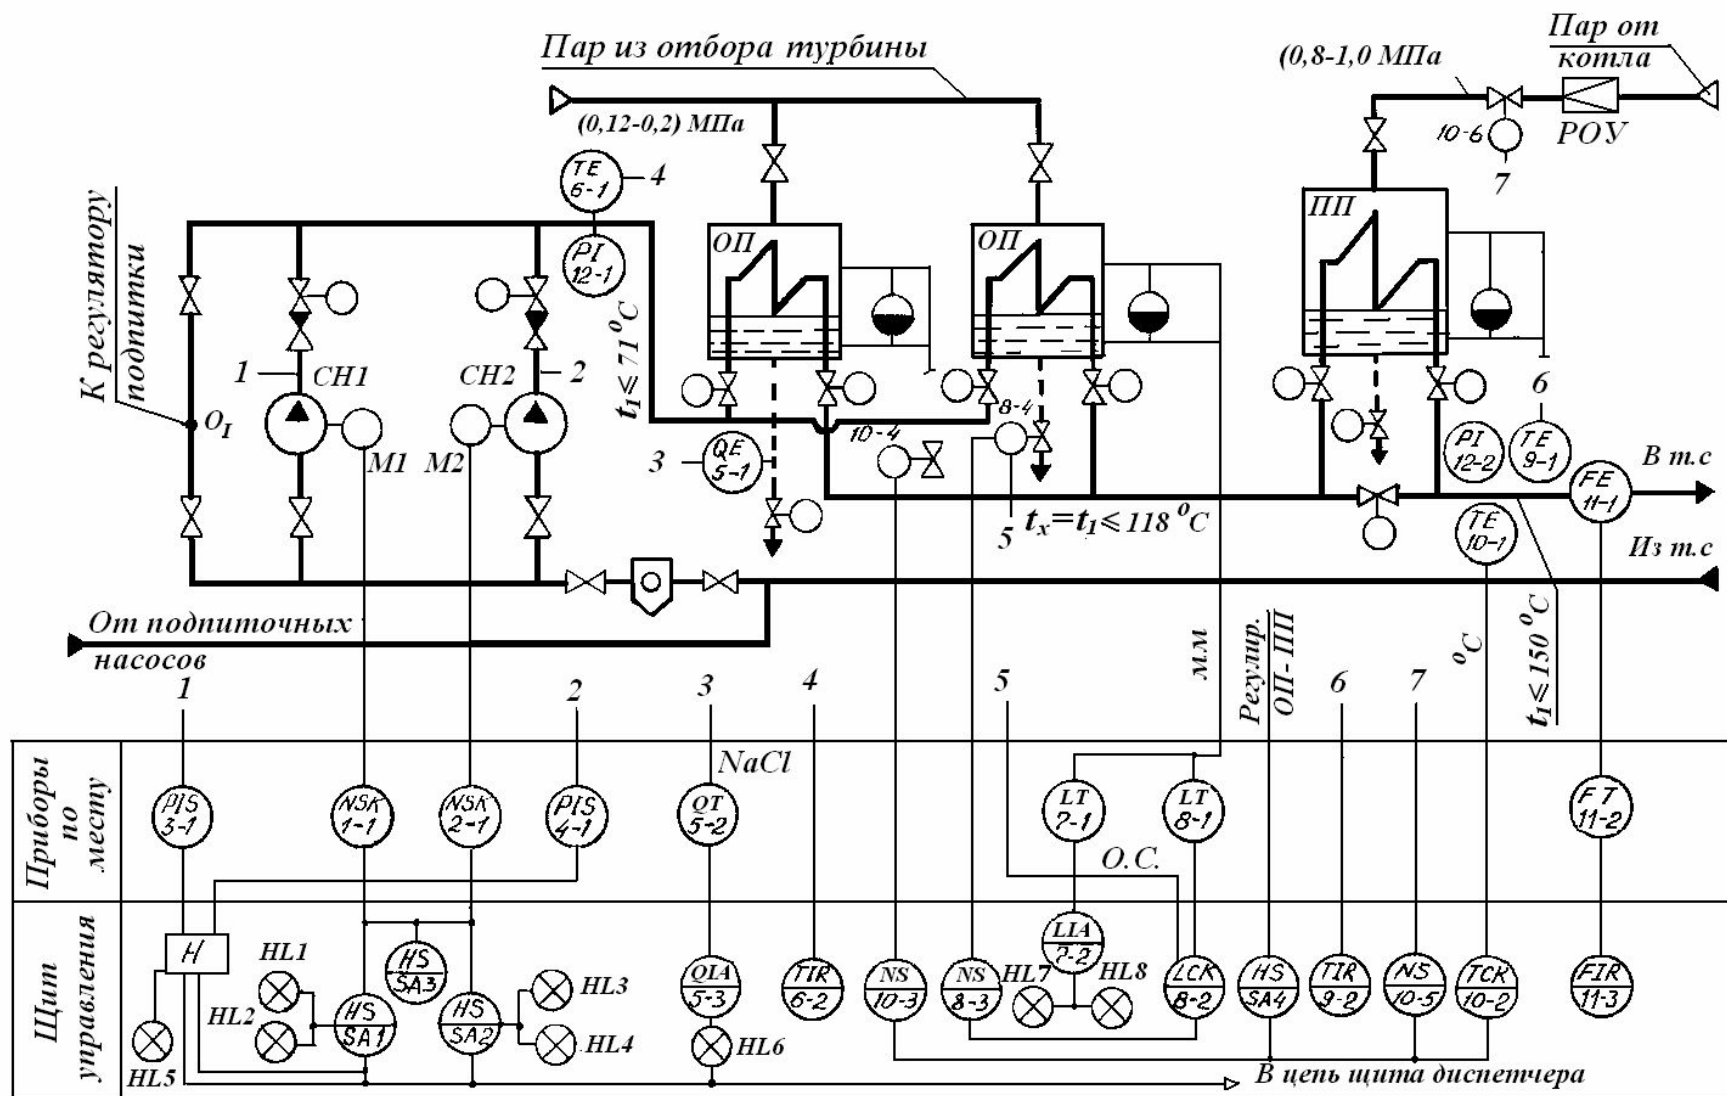 Пар из отбора турбины
(0,12-0,2) МПа
(0,8-1,0 МПа
Пар от
котла
10-6
РОУ
7
TE
6-1
4
PI
12-1
t₁⩽71 °C
К регулятору
подпитки
O_I
1
СН1
СН2
2
М1
М2
ОП
ОП
ПП
QE
5-1
3
10-4
8-4
5
tₓ=t₁⩽118 °C
6
PI
12-2
TE
9-1
FE
11-1
TE
10-1
В т.с
Из т.с
t₁⩽150 °C
От подпиточных
насосов
мм
Регулир.
ОП- ПП
°C
1
2
3
4
5
6
7
Приборы
по
месту
PIS
3-1
NSK
1-1
NSK
2-1
PIS
4-1
NaCl
QT
5-2
LT
7-1
LT
8-1
О.С.
FT
11-2
Щит
управления
H
HL5
HL1
HL2
HS
SA1
HS
SA3
HS
SA2
HL3
HL4
QIA
5-3
HL6
TIR
6-2
NS
10-3
NS
8-3
LIA
7-2
HL7
HL8
LCK
8-2
HS
SA4
TIR
9-2
NS
10-5
TCK
10-2
FIR
11-3
В цепь щита диспетчера